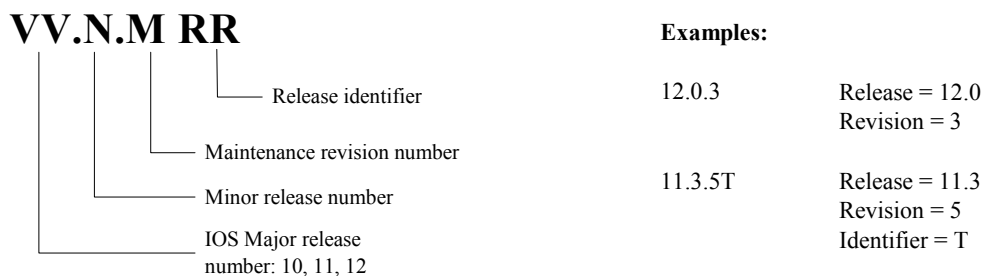 VV.N.M RR
Release identifier
Maintenance revision number
Minor release number
IOS Major release
number: 10, 11, 12
Examples:
12.0.3 Release = 12.0
Revision = 3
11.3.5T Release = 11.3
Revision = 5
Identifier = T